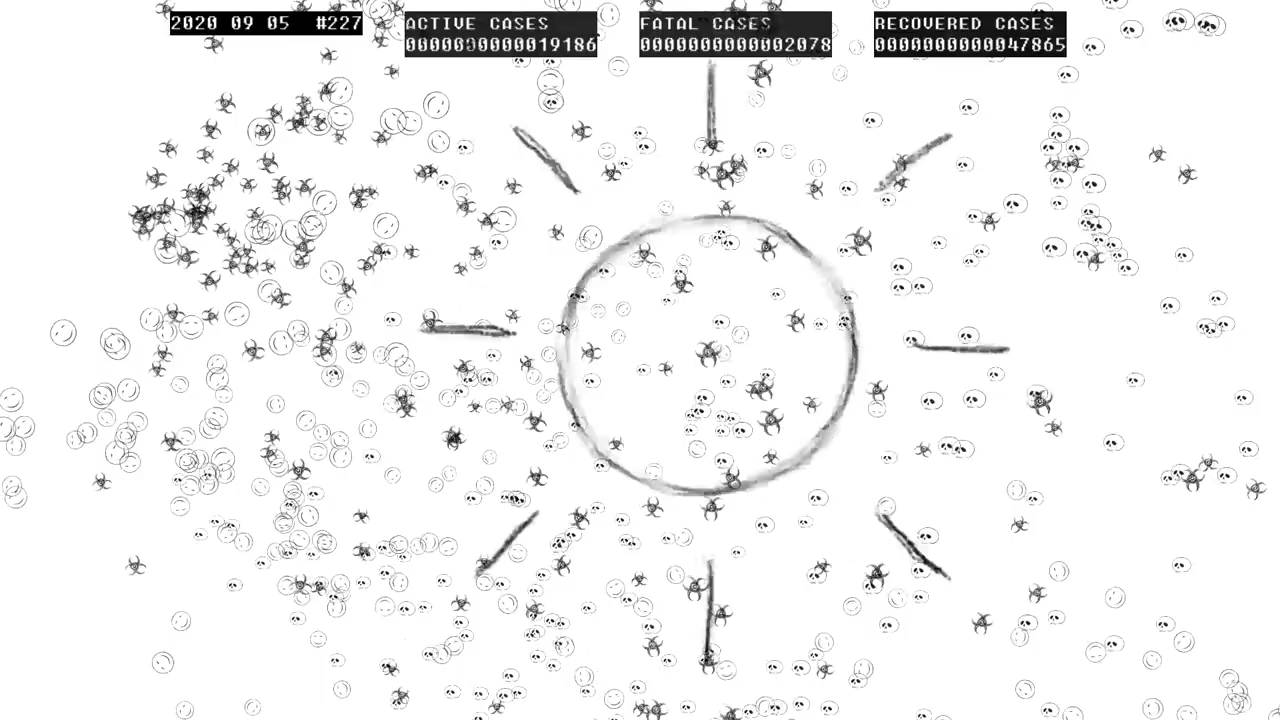 2020 09 05 #227
ACTIVE CASES
0000000000019186
FATAL CASES
0000000000002078
RECOVERED CASES
0000000000047865